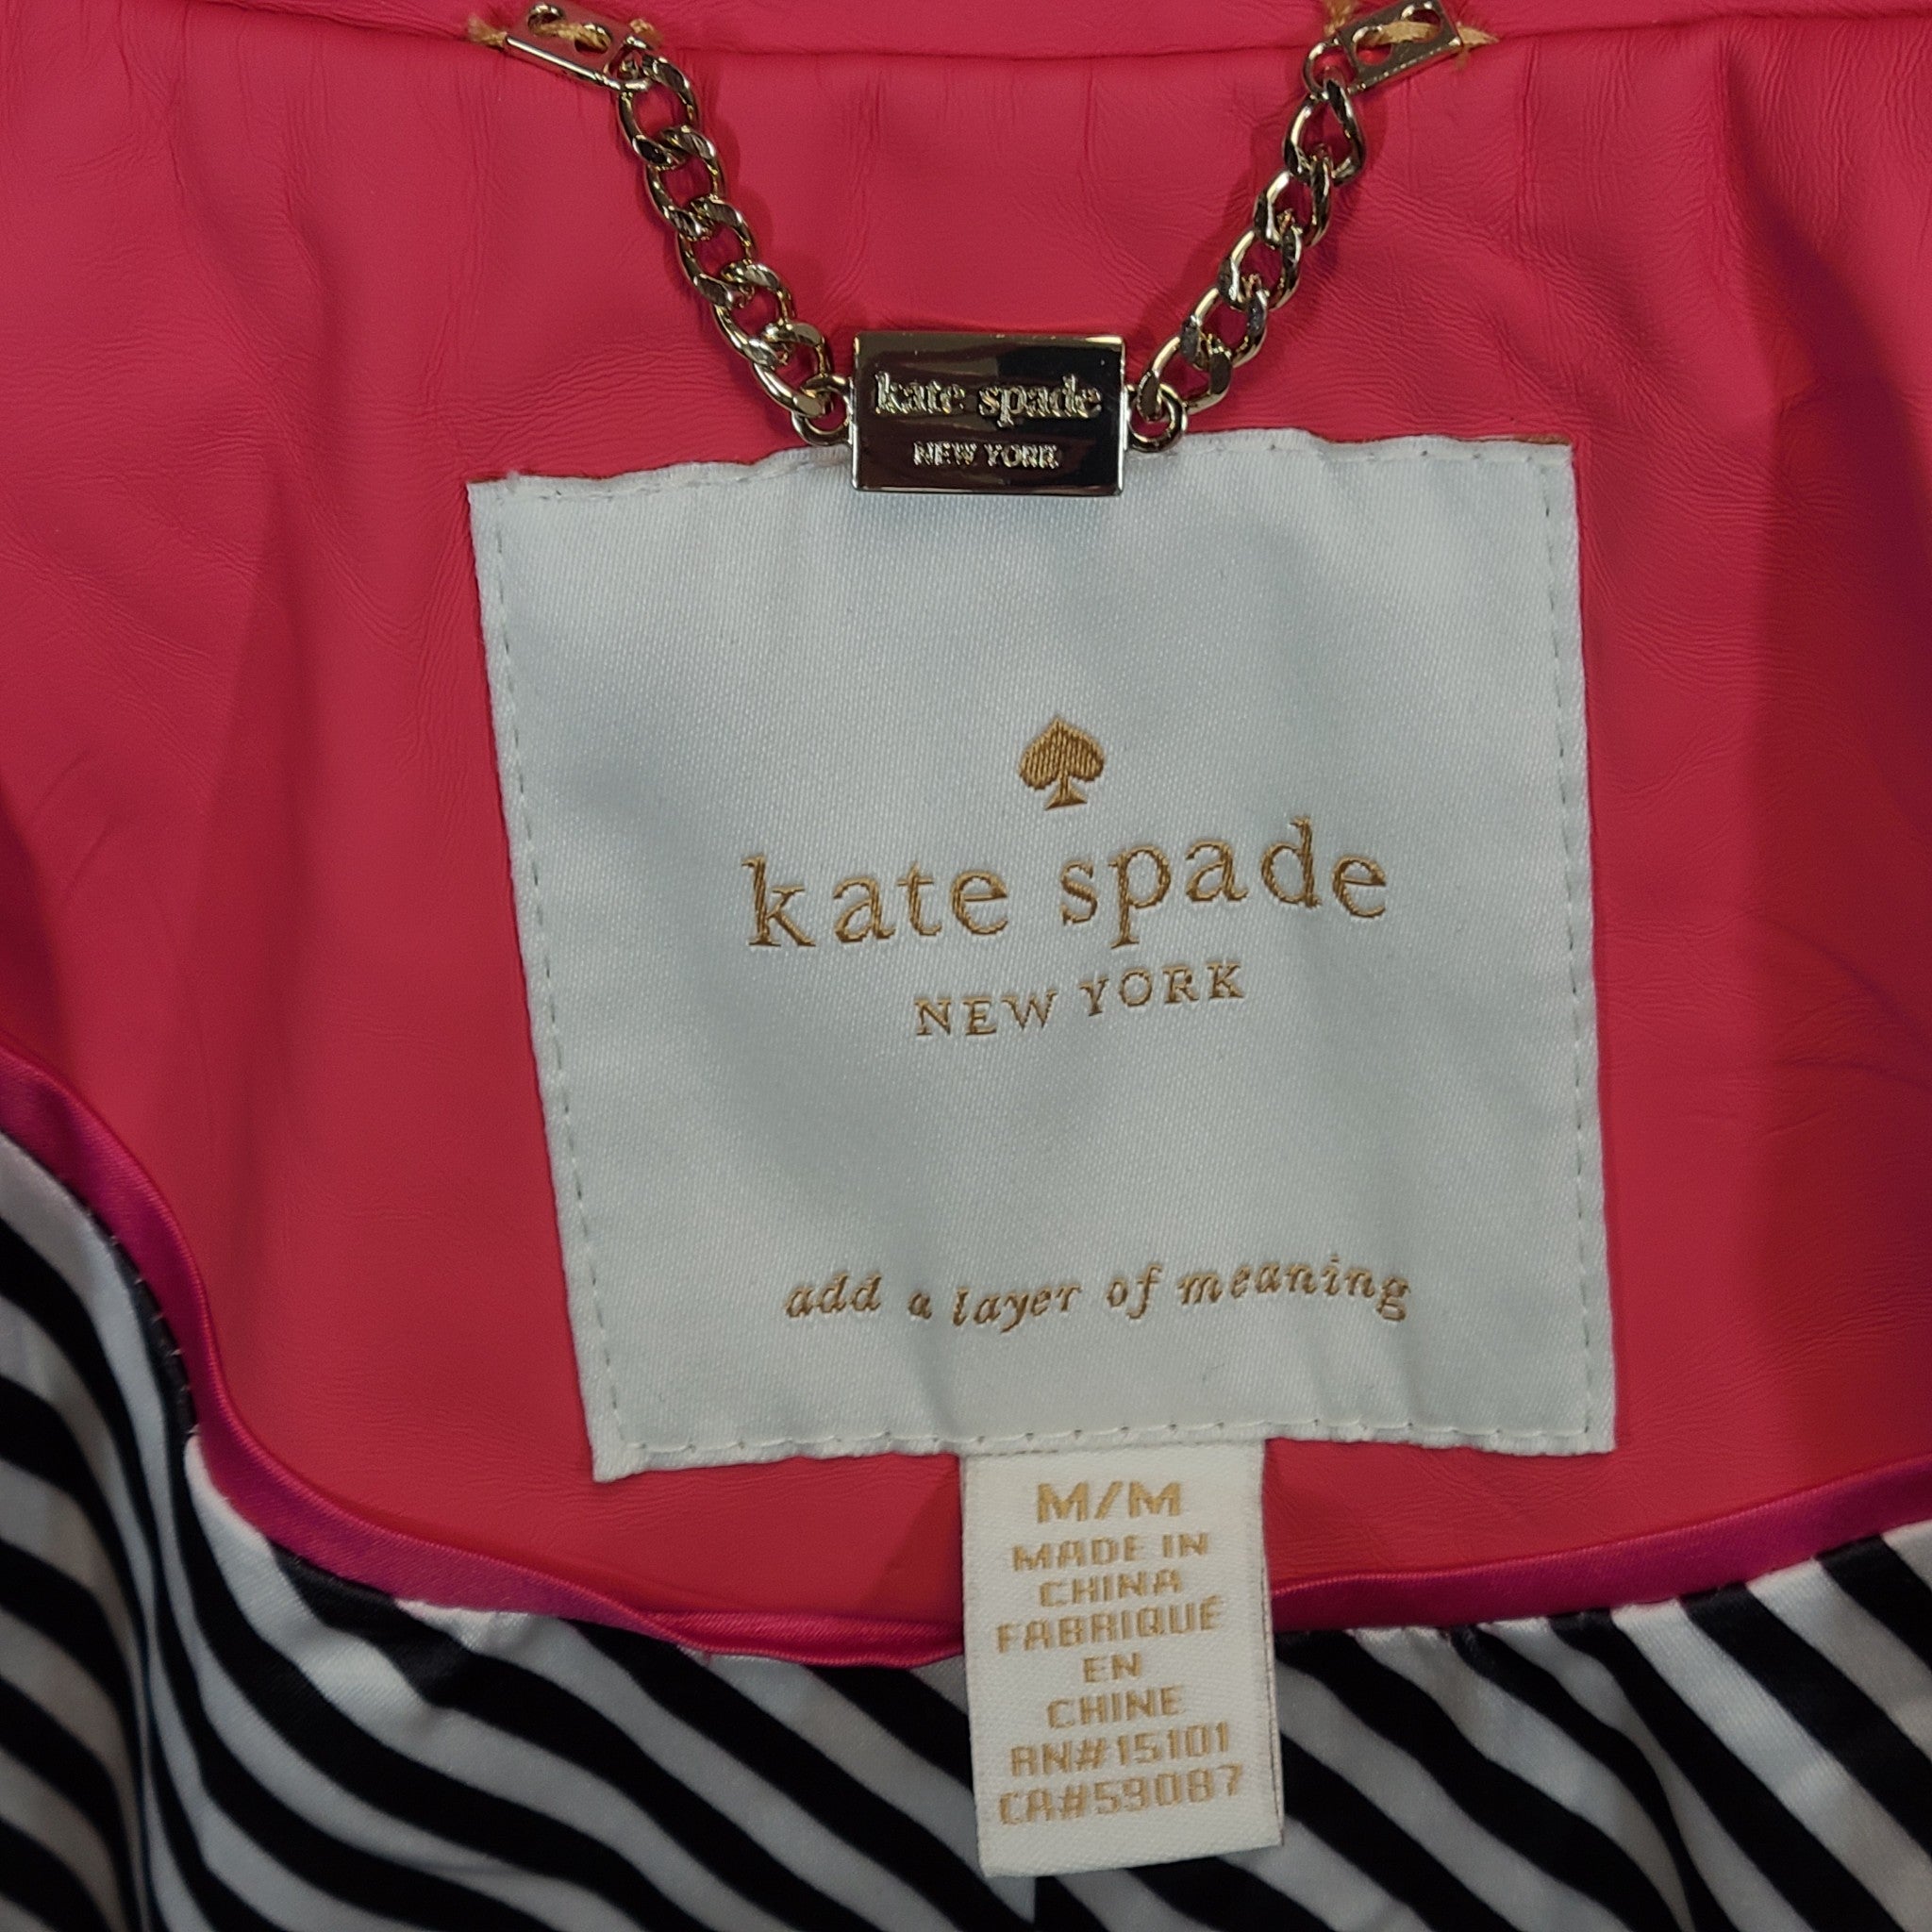 kate spade
NEW YORK
kate spade
NEW YORK
add a layer of meaning
M/M
MADE IN
CHINA
FABRIQUÉ
EN
CHINE
RN#15101
CA#59087